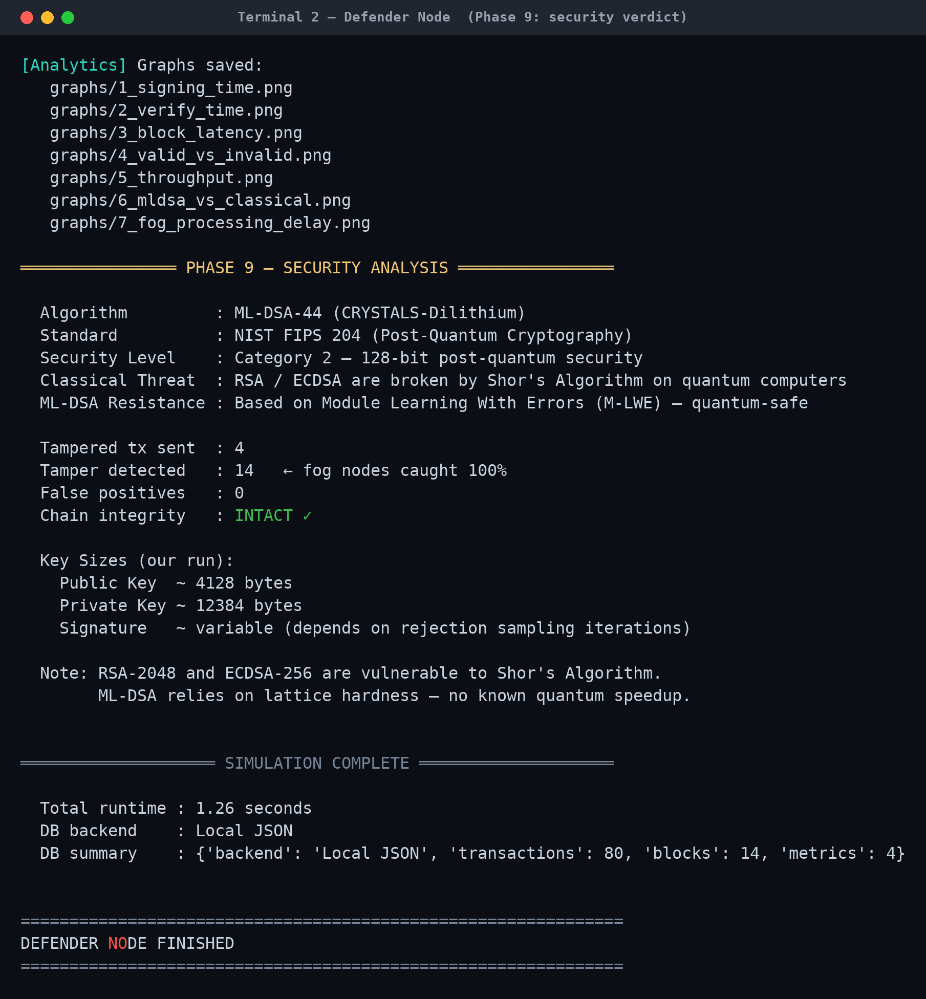 Terminal 2 — Defender Node  (Phase 9: security verdict)
[Analytics] Graphs saved:
   graphs/1_signing_time.png
   graphs/2_verify_time.png
   graphs/3_block_latency.png
   graphs/4_valid_vs_invalid.png
   graphs/5_throughput.png
   graphs/6_mldsa_vs_classical.png
   graphs/7_fog_processing_delay.png
════════════════ PHASE 9 — SECURITY ANALYSIS ════════════════
  Algorithm         : ML-DSA-44 (CRYSTALS-Dilithium)
  Standard          : NIST FIPS 204 (Post-Quantum Cryptography)
  Security Level    : Category 2 — 128-bit post-quantum security
  Classical Threat  : RSA / ECDSA are broken by Shor's Algorithm on quantum computers
  ML-DSA Resistance : Based on Module Learning With Errors (M-LWE) — quantum-safe
  Tampered tx sent  : 4
  Tamper detected   : 14   ← fog nodes caught 100%
  False positives   : 0
  Chain integrity   : INTACT ✓
  Key Sizes (our run):
    Public Key  ~ 4128 bytes
    Private Key ~ 12384 bytes
    Signature   ~ variable (depends on rejection sampling iterations)
  Note: RSA-2048 and ECDSA-256 are vulnerable to Shor's Algorithm.
        ML-DSA relies on lattice hardness — no known quantum speedup.
════════════════════ SIMULATION COMPLETE ════════════════════
  Total runtime : 1.26 seconds
  DB backend    : Local JSON
  DB summary    : {'backend': 'Local JSON', 'transactions': 80, 'blocks': 14, 'metrics': 4}
==============================================================
DEFENDER NODE FINISHED
==============================================================